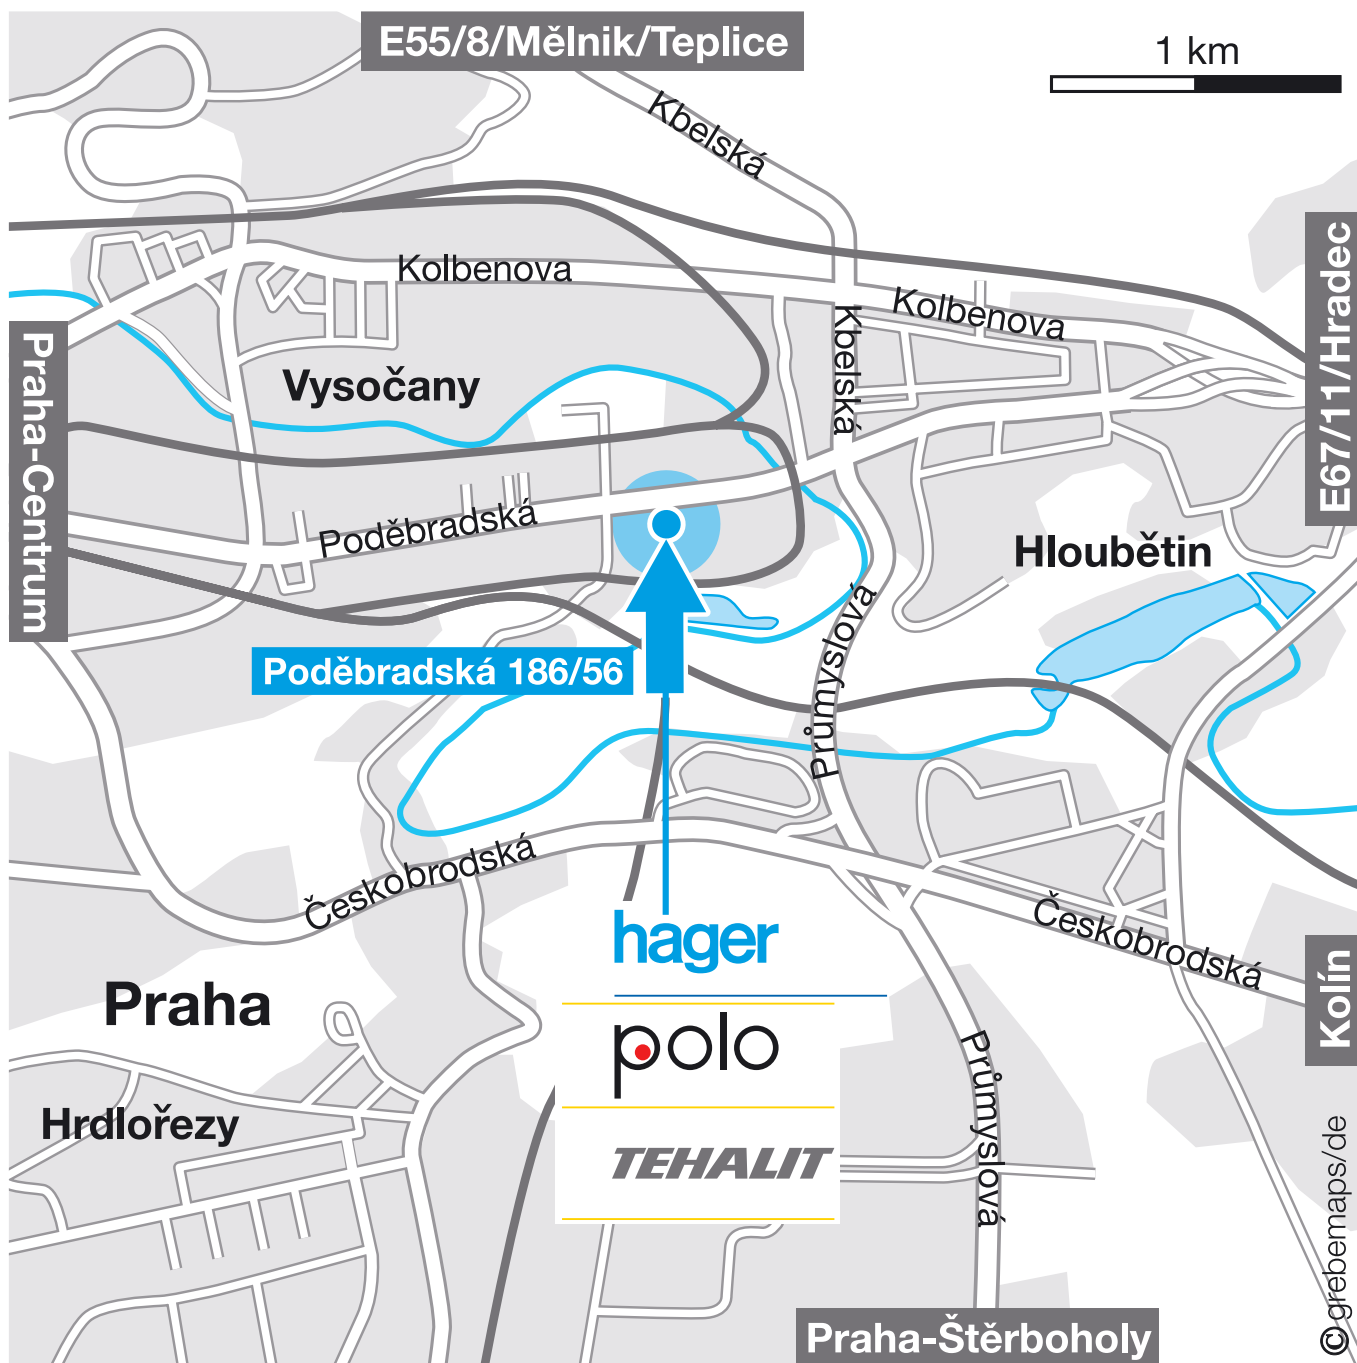 E55/8/Mělnik/Teplice
1 km
Kbelská
E67/11/Hradec
Kolbenova
Kolbenova
Kbelská
Praha-Centrum
Vysočany
Poděbradská
Hloubětin
Průmyslová
Poděbradská 186/56
Českobrodská
Českobrodská
hager
Kolín
Praha
polo
Průmyslová
Hrdlořezy
TEHALIT
© grebemaps/de
Praha-Štěrboholy